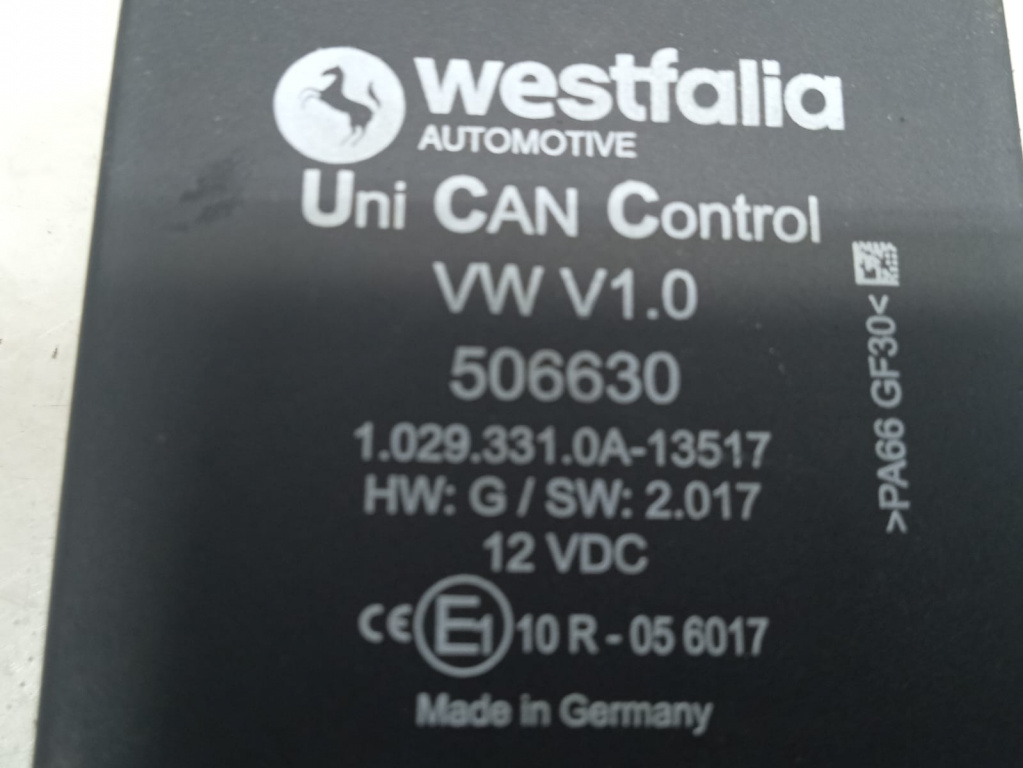 westfalia
AUTOMOTIVE
Uni CAN Control
VW V1.0
506630
1.029.331.0A-13517
HW: G / SW: 2.017
12 VDC
CE E1 10 R - 05 6017
Made in Germany
>PA66 GF30<